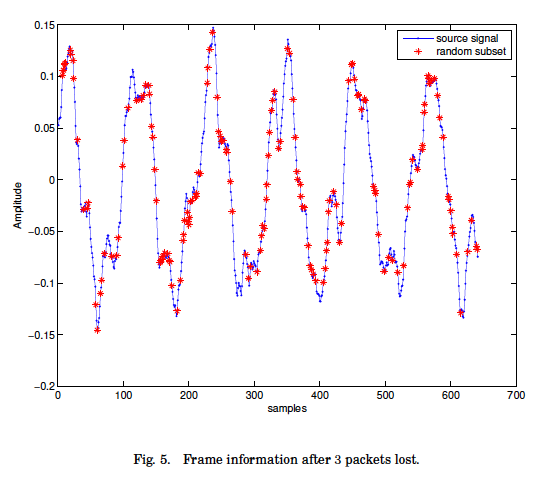 0.15
source signal
random subset
0.1
0.05
0
−0.05
−0.1
−0.15
−0.2
Amplitude
0 100 200 300 400 500 600 700
samples
Fig. 5. Frame information after 3 packets lost.